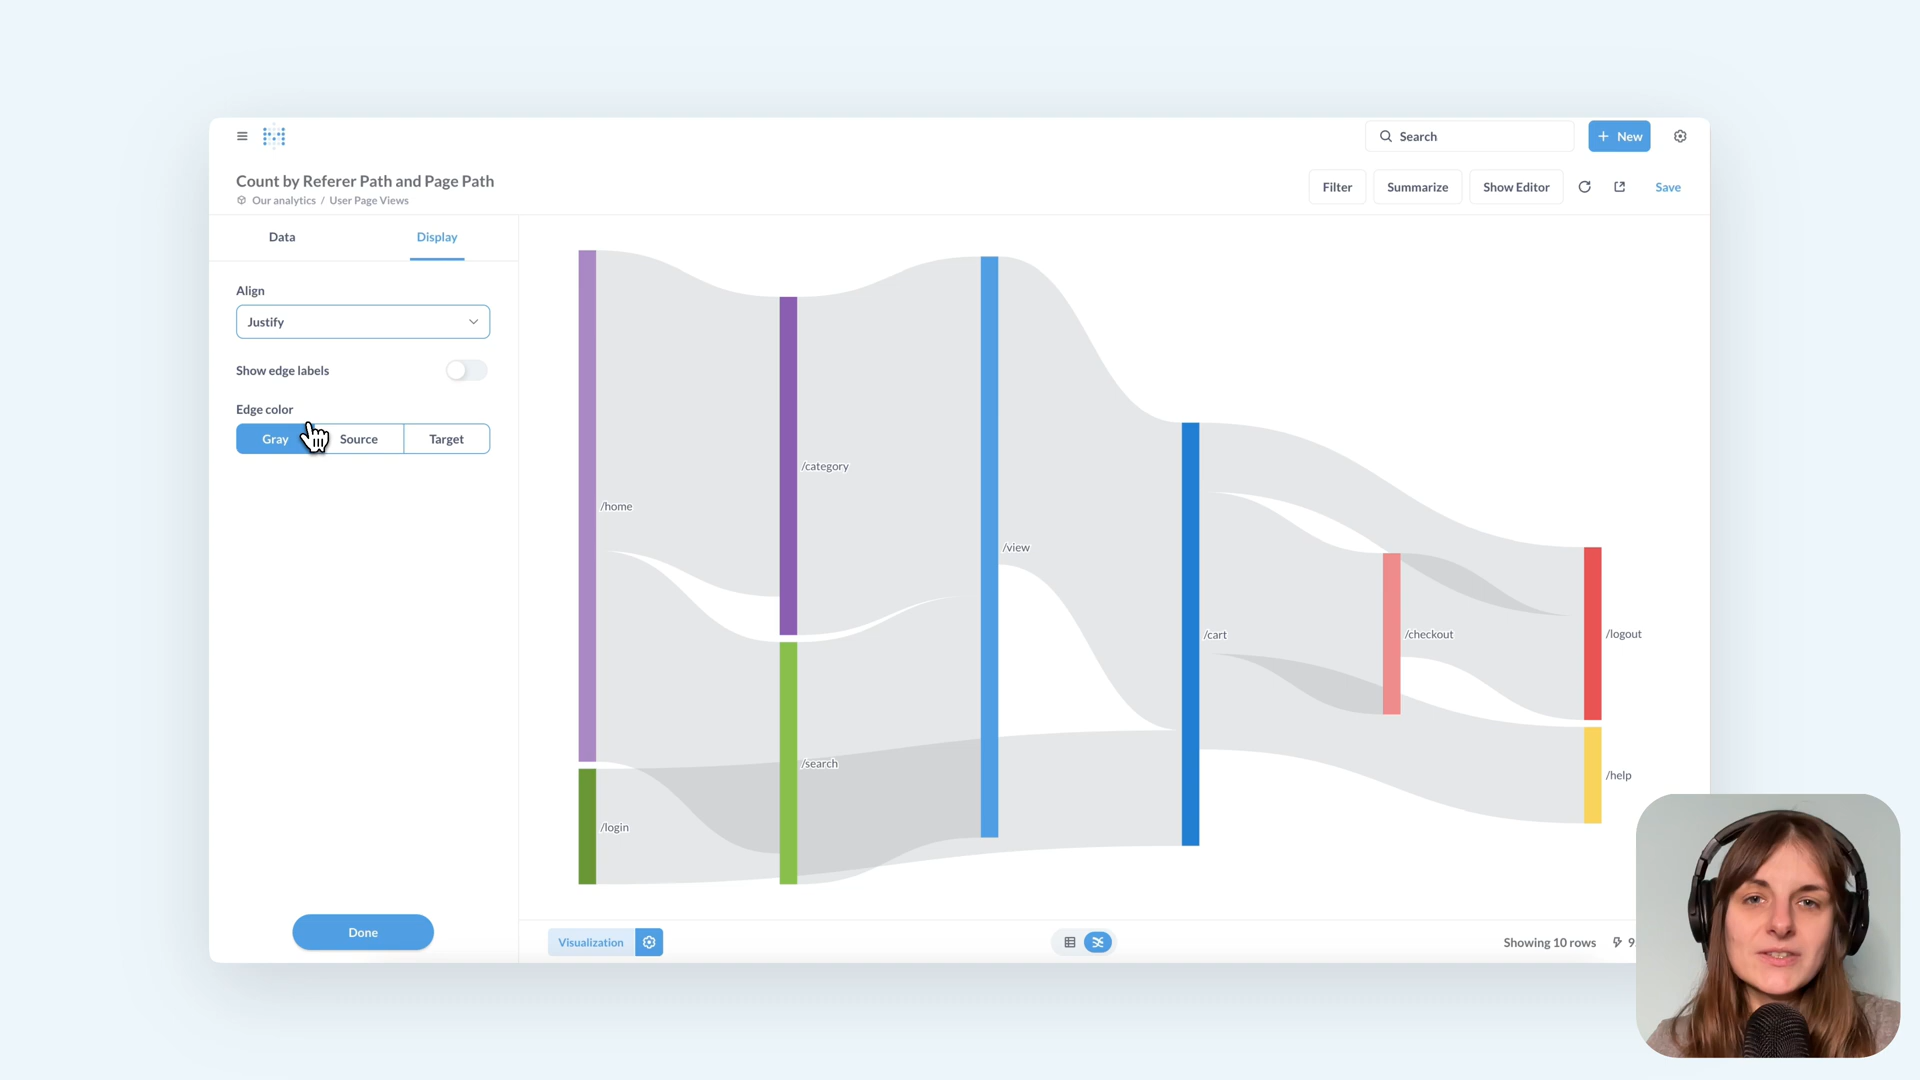 Search
+ New
Count by Referer Path and Page Path
Our analytics / User Page Views
Filter
Summarize
Show Editor
Save
Data
Display
Align
Justify
Show edge labels
Edge color
Gray
Source
Target
/home
/login
/category
/search
/view
/cart
/checkout
/logout
/help
Done
Visualization
Showing 10 rows